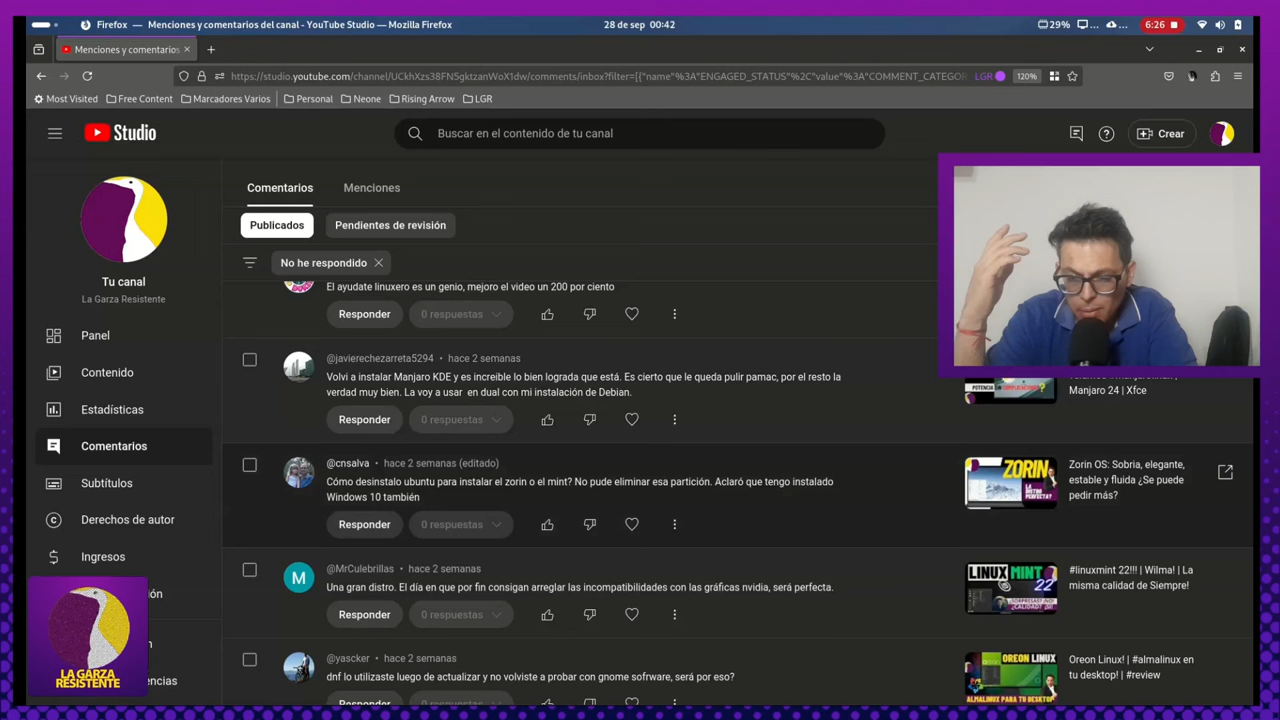 Firefox — Menciones y comentarios del canal - YouTube Studio — Mozilla Firefox
28 de sep 00:42
29%
6:26
Menciones y comentarios
https://studio.youtube.com/channel/UCkhXzs38FN5gktzanWoX1dw/comments/inbox?filter=[{"name"%3A"ENGAGED_STATUS"%2C"value"%3A"COMMENT_CATEGOR
LGR
120%
Most Visited
Free Content
Marcadores Varios
Personal
Neone
Rising Arrow
LGR
Studio
Buscar en el contenido de tu canal
Crear
Tu canal
La Garza Resistente
Panel
Contenido
Estadísticas
Comentarios
Subtítulos
Derechos de autor
Ingresos
LA GARZA
RESISTENTE
Comentarios
Menciones
Publicados
Pendientes de revisión
No he respondido
El ayudate linuxero es un genio, mejoro el video un 200 por ciento
Responder
0 respuestas
@javierechezarreta5294 • hace 2 semanas
Volvi a instalar Manjaro KDE y es increible lo bien lograda que está. Es cierto que le queda pulir pamac, por el resto la
verdad muy bien. La voy a usar en dual con mi instalación de Debian.
Responder
0 respuestas
Manjaro 24 | Xfce
@cnsalva • hace 2 semanas (editado)
Cómo desinstalo ubuntu para instalar el zorin o el mint? No pude eliminar esa partición. Aclaró que tengo instalado
Windows 10 también
Responder
0 respuestas
ZORIN
Zorin OS: Sobria, elegante,
estable y fluida ¿Se puede
pedir más?
@MrCulebrillas • hace 2 semanas
Una gran distro. El día en que por fin consigan arreglar las incompatibilidades con las gráficas nvidia, será perfecta.
Responder
0 respuestas
M
LINUX MINT
22
#linuxmint 22!!! | Wilma! | La
misma calidad de Siempre!
@yascker • hace 2 semanas
dnf lo utilizaste luego de actualizar y no volviste a probar con gnome sofrware, será por eso?
OREON LINUX
ALMALINUX PARA TU DESKTOP!
Oreon Linux! | #almalinux en
tu desktop! | #review